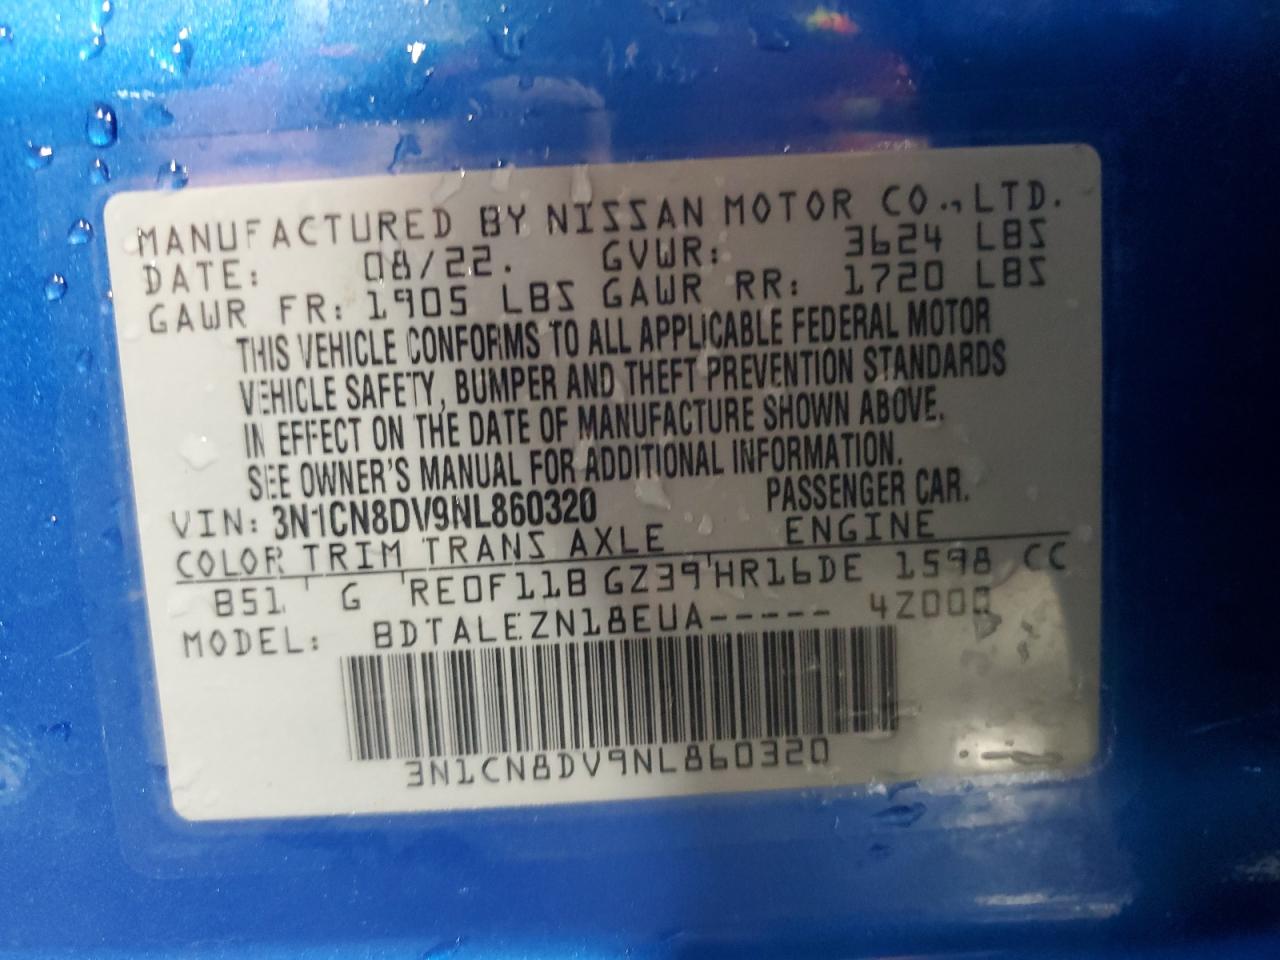 MANUFACTURED BY NISSAN MOTOR CO., LTD.
DATE: 08/22. GVWR: 3624 LBS
GAWR FR: 1905 LBS GAWR RR: 1720 LBS
THIS VEHICLE CONFORMS TO ALL APPLICABLE FEDERAL MOTOR
VEHICLE SAFETY, BUMPER AND THEFT PREVENTION STANDARDS
IN EFFECT ON THE DATE OF MANUFACTURE SHOWN ABOVE.
SEE OWNER'S MANUAL FOR ADDITIONAL INFORMATION.
VIN: 3N1CN8DV9NL860320 PASSENGER CAR.
COLOR TRIM TRANS AXLE ENGINE
B51 G RE0F11B GZ39 HR16DE 1598 CC
MODEL: BDTALEZN18EUA----- 4Z000
3N1CN8DV9NL860320